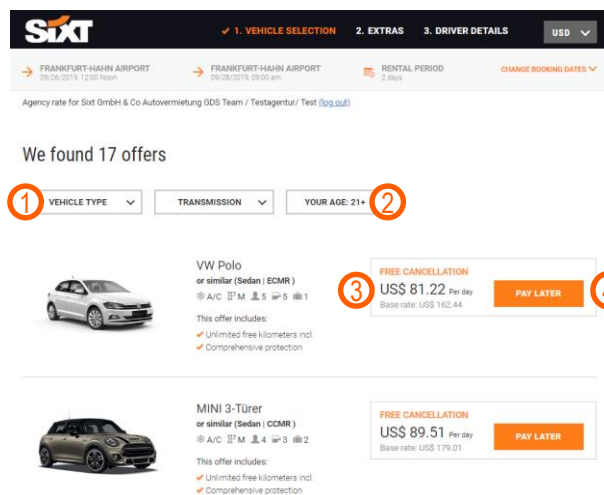 SIXT
✓ 1. VEHICLE SELECTION 2. EXTRAS 3. DRIVER DETAILS USD
FRANKFURT-HAHN AIRPORT FRANKFURT-HAHN AIRPORT RENTAL PERIOD CHANGE BOOKING DATES
09/26/2019, 12:00 Noon 09/28/2019, 09:00 am 2 days
Agency rate for Sixt GmbH & Co Autovermietung GDS Team / Testagentur/ Test (log out)
We found 17 offers
1 VEHICLE TYPE TRANSMISSION YOUR AGE: 21+ 2
VW Polo
or similar (Sedan | ECMR )
A/C M 5 5 1
This offer includes:
✓ Unlimited free kilometers incl.
✓ Comprehensive protection
FREE CANCELLATION
3 US$ 81.22 Per day PAY LATER 4
Base rate: US$ 162.44
MINI 3-Türer
or similar (Sedan | CCMR )
A/C M 4 3 2
This offer includes:
✓ Unlimited free kilometers incl.
✓ Comprehensive protection
FREE CANCELLATION
US$ 89.51 Per day PAY LATER
Base rate: US$ 179.01